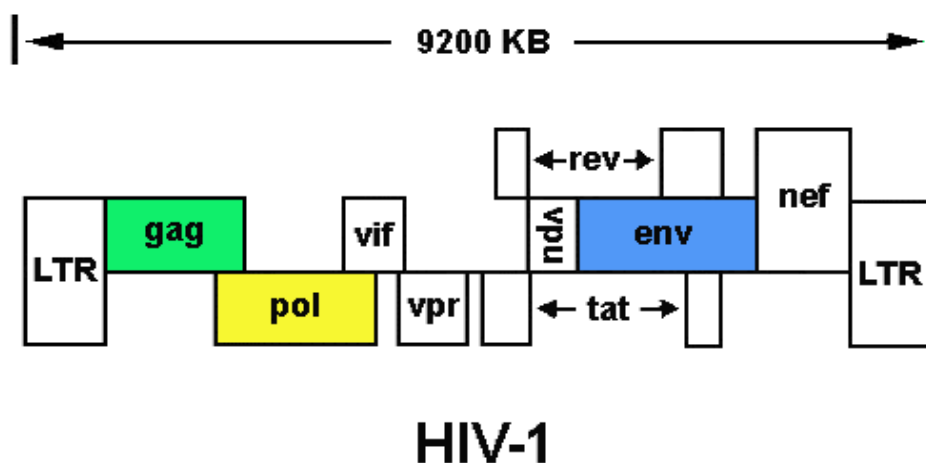 9200 KB
rev
nef
gag
vif
vpu
env
LTR
LTR
pol
vpr
tat
HIV-1